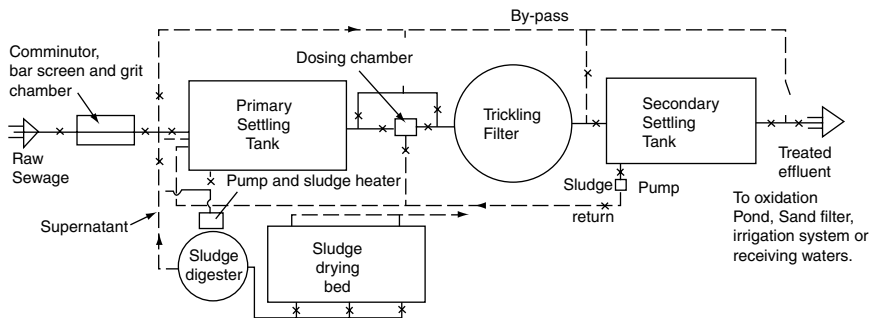 By-pass
Comminutor,
bar screen and grit
chamber
Dosing chamber
Primary
Settling
Tank
Trickling
Filter
Secondary
Settling
Tank
Raw
Sewage
Treated
effluent
Pump and sludge heater
Sludge
Pump
return
To oxidation
Pond, Sand filter,
irrigation system or
receiving waters.
Supernatant
Sludge
digester
Sludge
drying
bed